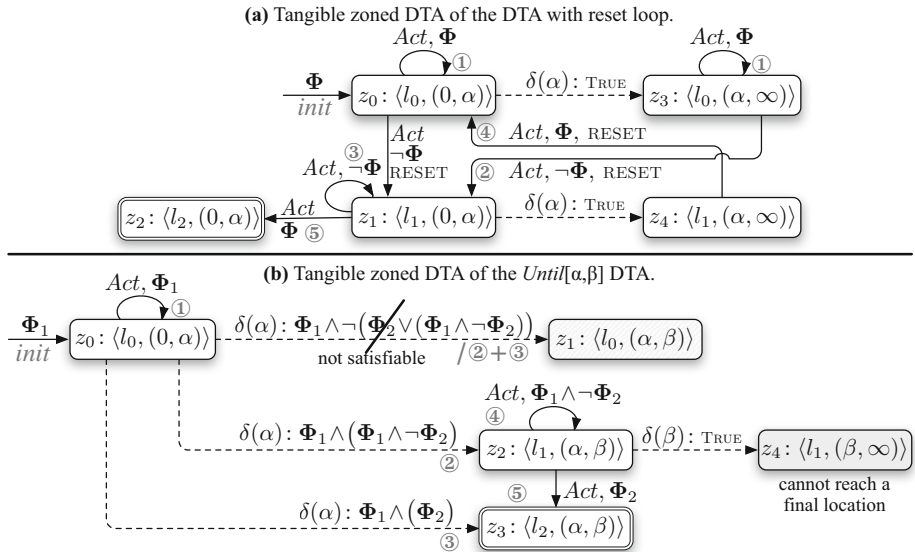 (a) Tangible zoned DTA of the DTA with reset loop.
Act, Φ
①
Act, Φ
①
Φ
init
z₀: ⟨l₀, (0, α)⟩
δ(α): TRUE
z₃: ⟨l₀, (α, ∞)⟩
Act
¬Φ
RESET
④ Act, Φ, RESET
③
Act, ¬Φ
② Act, ¬Φ, RESET
z₂: ⟨l₂, (0, α)⟩
Act
Φ ⑤
z₁: ⟨l₁, (0, α)⟩
δ(α): TRUE
z₄: ⟨l₁, (α, ∞)⟩
(b) Tangible zoned DTA of the Until[α,β] DTA.
Act, Φ₁
①
Φ₁
init
z₀: ⟨l₀, (0, α)⟩
δ(α): Φ₁∧¬(Φ₂∨(Φ₁∧¬Φ₂))
not satisfiable
/②+③
z₁: ⟨l₀, (α, β)⟩
Act, Φ₁∧¬Φ₂
④
δ(α): Φ₁∧(Φ₁∧¬Φ₂)
②
z₂: ⟨l₁, (α, β)⟩
δ(β): TRUE
z₄: ⟨l₁, (β, ∞)⟩
cannot reach a
final location
⑤
Act, Φ₂
δ(α): Φ₁∧(Φ₂)
③
z₃: ⟨l₂, (α, β)⟩